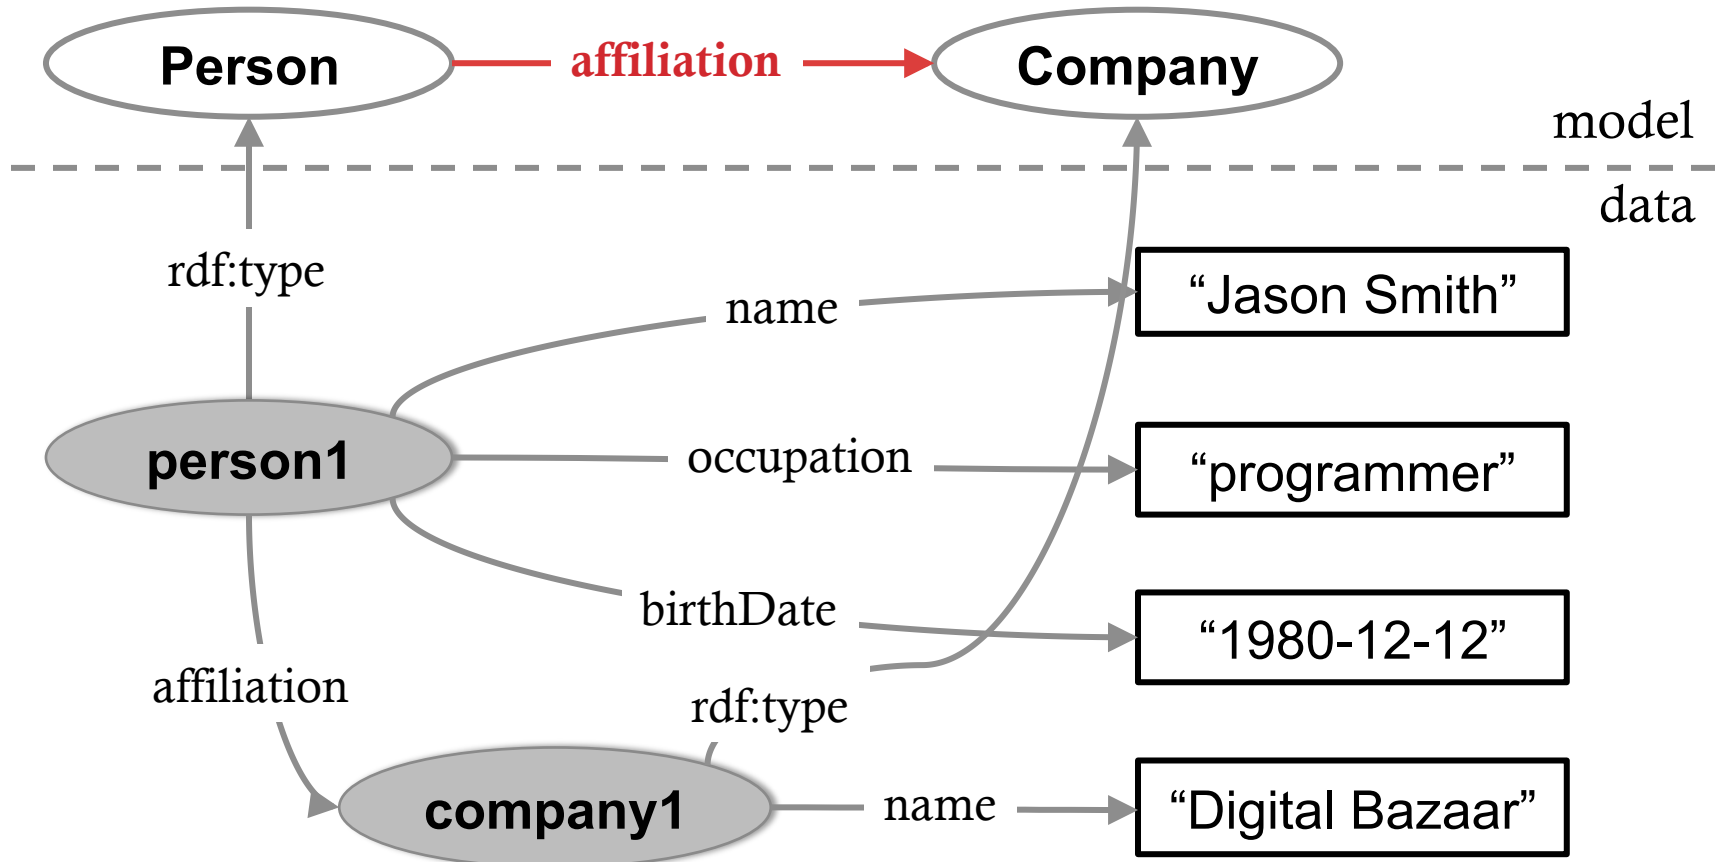 Person
affiliation
Company
model
data
rdf:type
name
“Jason Smith”
person1
occupation
“programmer”
birthDate
“1980-12-12”
affiliation
rdf:type
company1
name
“Digital Bazaar”